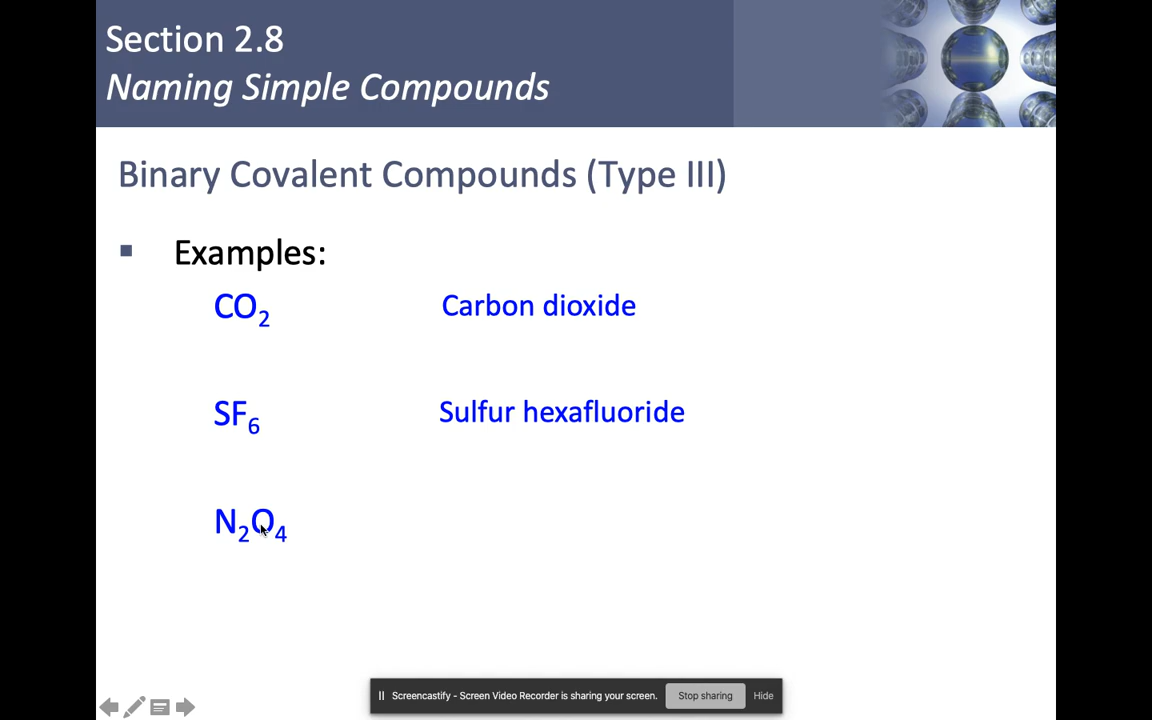 Section 2.8
Naming Simple Compounds
Binary Covalent Compounds (Type III)
▪ Examples:
CO₂ Carbon dioxide
SF₆ Sulfur hexafluoride
N₂O₄
Screencastify - Screen Video Recorder is sharing your screen. Stop sharing Hide